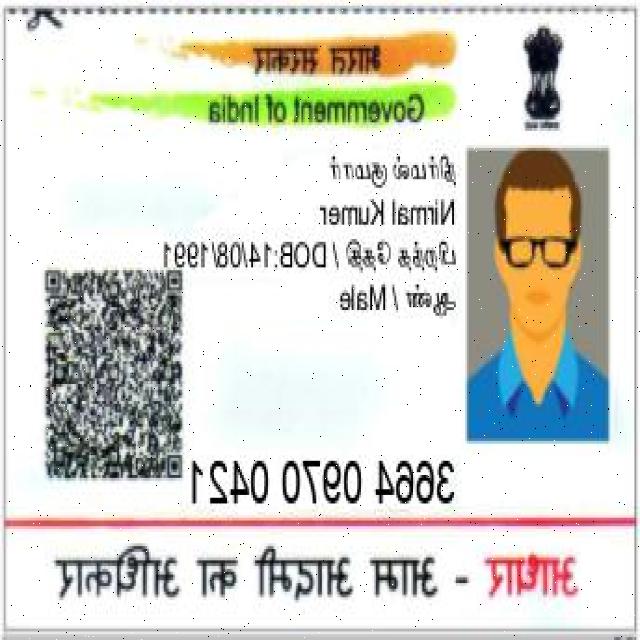 भारत सरकार
Government of India
நிர்மல் குமார்
Nirmal Kumer
பிறந்த தேதி / DOB:14/08/1991
ஆண் / Male
3664 0970 0421
आधार - आम आदमी का अधिकार